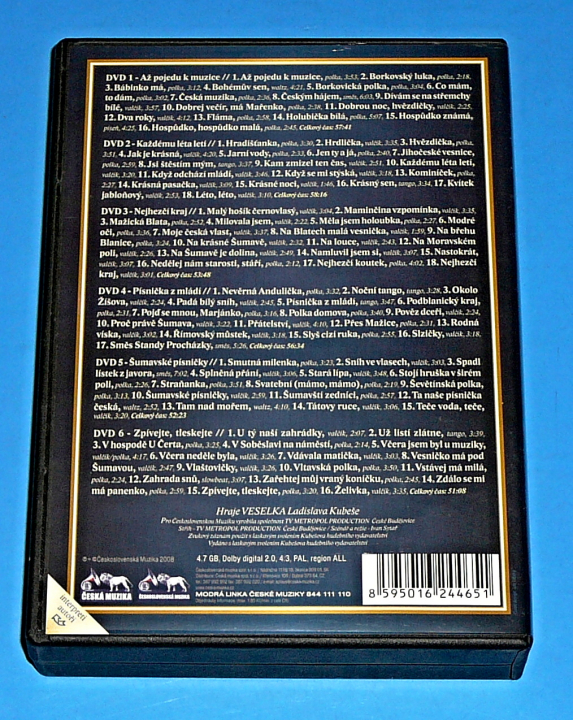 DVD 1 - Až pojedu k muzice // 1. Až pojedu k muzice, polka, 3:53, 2. Borkovský luka, polka, 2:18,
3. Bábinko má, polka, 3:12, 4. Bohémův sen, waltz, 4:21, 5. Borkovická polka, polka, 3:04, 6. Co mám,
to dám, polka, 3:02, 7. Česká muzika, polka, 2:36, 8. Českým hájem, směs, 6:03, 9. Dívám se na střemchy
bílé, valčík, 3:57, 10. Dobrej večír, má Mařenko, polka, 2:38, 11. Dobrou noc, hvězdičky, valčík, 2:25,
12. Dva roky, valčík, 4:12, 13. Fláma, polka, 2:58, 14. Holubička bílá, polka, 5:07, 15. Hospůdko známá,
píseň, 4:25, 16. Hospůdko, hospůdko malá, polka, 2:45, Celkový čas: 57:41
DVD 2 - Každému léta letí // 1. Hradišťanka, polka, 3:30, 2. Hrdlička, valčík, 3:35, 3. Hvězdička, polka,
3:51, 4. Jak je krásná, valčík, 4:20, 5. Jarní vody, polka, 2:33, 6. Jen ty a já, polka, 2:40, 7. Jihočeské vesnice,
polka, 2:59, 8. Jsi štěstím mým, tango, 3:37, 9. Kam zmizel ten čas, valčík, 2:51, 10. Každému léta letí,
valčík, 3:20, 11. Když odchází mládí, valčík, 3:46, 12. Když se mi stýská, valčík, 3:18, 13. Kominíček, polka,
2:27, 14. Krásná pasačka, valčík, 3:09, 15. Krásné noci, valčík, 1:46, 16. Krásný sen, tango, 3:34, 17. Kvítek
jabloňový, valčík, 2:53, 18. Léto, léto, 3:10, Celkový čas: 58:16
DVD 3 - Nejhezčí kraj // 1. Malý hošík černovlasý, valčík, 3:04, 2. Maminčina vzpomínka, valčík, 3:35,
3. Mažická Blata, polka, 2:52, 4. Milovala jsem, valčík, 2:22, 5. Měla jsem holoubka, polka, 2:27, 6. Modré
oči, polka, 3:36, 7. Moje česká vlast, valčík, 3:37, 8. Na Blatech malá vesnička, valčík, 1:59, 9. Na břehu
Blanice, polka, 3:24, 10. Na krásné Šumavě, valčík, 2:32, 11. Na louce, valčík, 2:43, 12. Na Moravském
poli, valčík, 2:26, 13. Na Šumavě je dolina, valčík, 2:49, 14. Namluvil jsem si, polka, 3:07, 15. Nastokrát,
valčík, 3:07, 16. Nedělej nám starosti, stáří, polka, 2:12, 17. Nejhezčí koutek, polka, 4:02, 18. Nejhezčí
kraj, valčík, 3:01, Celkový čas: 53:48
DVD 4 - Písnička z mládí // 1. Nevěrná Andulička, polka, 3:32, 2. Noční tango, tango, 3:28, 3. Okolo
Žišova, valčík, 2:24, 4. Padá bílý sníh, valčík, 2:45, 5. Písnička z mládí, tango, 3:47, 6. Podblanický kraj,
polka, 2:31, 7. Pojď se mnou, Marjánko, polka, 3:16, 8. Polka domova, polka, 3:40, 9. Pověz dceři, valčík, 2:24,
10. Proč právě Šumava, valčík, 3:22, 11. Přátelství, valčík, 4:10, 12. Přes Mažice, polka, 2:31, 13. Rodná
víska, valčík, 3:02, 14. Římovský můstek, valčík, 3:18, 15. Slyš cizí ruka, polka, 2:55, 16. Slzičky, valčík, 3:18,
17. Směs Standy Procházky, směs, 5:26, Celkový čas: 56:34
DVD 5 - Šumavské písničky // 1. Smutná milenka, polka, 3:23, 2. Sníh ve vlasech, valčík, 3:03, 3. Spadl
lístek z javora, směs, 7:02, 4. Splněná přání, valčík, 3:06, 5. Stará lípa, valčík, 3:48, 6. Stojí hruška v širém
poli, valčík, 2:26, 7. Straňanka, polka, 3:51, 8. Svatební (mámo, mámo), polka, 2:19, 9. Ševětínská polka,
polka, 3:13, 10. Šumavské písničky, valčík, 2:59, 11. Šumavští zedníci, polka, 2:57, 12. Ta naše písnička
česká, waltz, 2:52, 13. Tam nad mořem, waltz, 4:10, 14. Tátovy ruce, valčík, 3:06, 15. Teče voda, teče,
valčík, 3:20, Celkový čas: 52:23
DVD 6 - Zpívejte, tleskejte // 1. U tý naší zahrádky, valčík, 2:07, 2. Už listí zlátne, tango, 3:39,
3. V hospodě U Čerta, polka, 3:25, 4. V Soběslavi na náměstí, polka, 2:14, 5. Včera jsem byl u muziky,
valčík/polka, 4:17, 6. Včera neděle byla, valčík, 3:26, 7. Vdávala matička, valčík, 3:03, 8. Vesničko má pod
Šumavou, valčík, 2:47, 9. Vlaštovičky, valčík, 3:26, 10. Vltavská polka, polka, 3:50, 11. Vstávej má milá,
polka, 2:24, 12. Zahrada snů, slowbeat, 3:07, 13. Zařehtej můj vraný koníčku, polka, 2:45, 14. Zdálo se mi
má panenko, polka, 2:59, 15. Zpívejte, tleskejte, polka, 3:20, 16. Želivka, valčík, 3:35, Celkový čas: 51:08
Hraje VESELKA Ladislava Kubeše
Pro Československou Muziku vyrobila společnost TV METROPOL PRODUCTION České Budějovice
Střih - TV METROPOL PRODUCTION České Budějovice / Scénář a režie - Ivan Synář
Zvukový záznam použit s laskavým svolením Kubešova hudebního vydavatelství
Vydáno s laskavým svolením Kubešova hudebního vydavatelství
℗ - © Československá Muzika 2008
4.7 GB, Dolby digital 2.0, 4:3, PAL, region ALL
ČESKÁ MUZIKA
ČESKOSLOVENSKÁ MUZIKA
MODRÁ LINKA ČESKÉ MUZIKY 844 111 110
8 595016 244651
interpreti
autoři